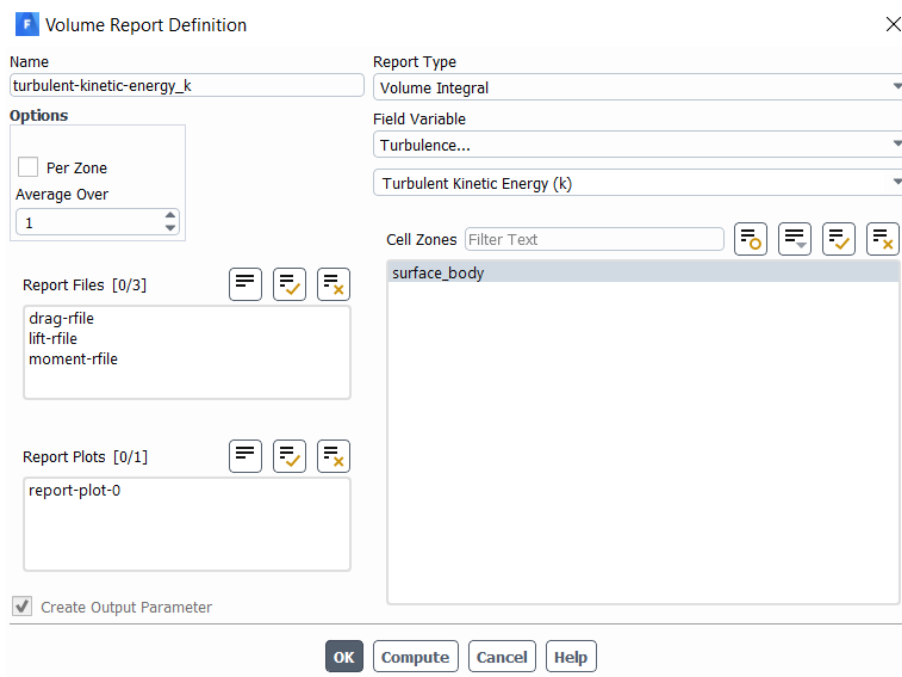 Volume Report Definition
Name
turbulent-kinetic-energy_k
Options
Per Zone
Average Over
1
Report Files [0/3]
drag-rfile
lift-rfile
moment-rfile
Report Plots [0/1]
report-plot-0
Create Output Parameter
Report Type
Volume Integral
Field Variable
Turbulence...
Turbulent Kinetic Energy (k)
Cell Zones Filter Text
surface_body
OK Compute Cancel Help